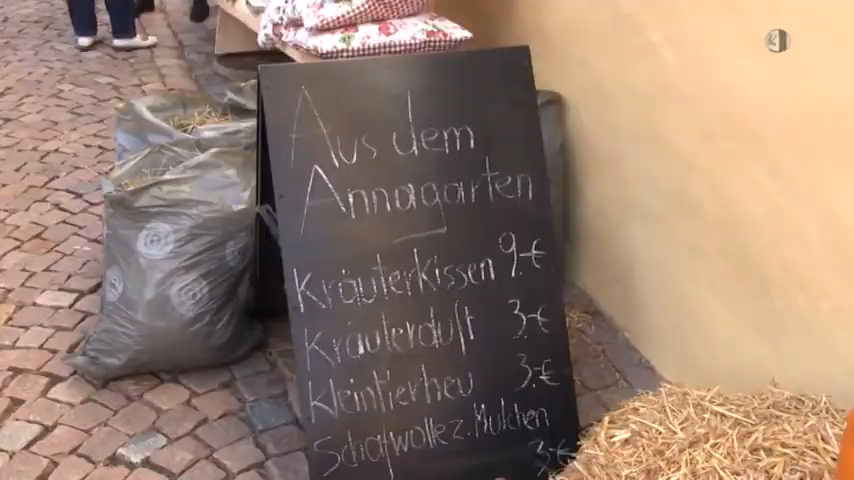 Aus dem
Annagarten
Kräuterkissen 9.-€
Kräuterduft 3.-€
Kleintierheu 3.-€
Schafwolle z. Mulchen
3.-€